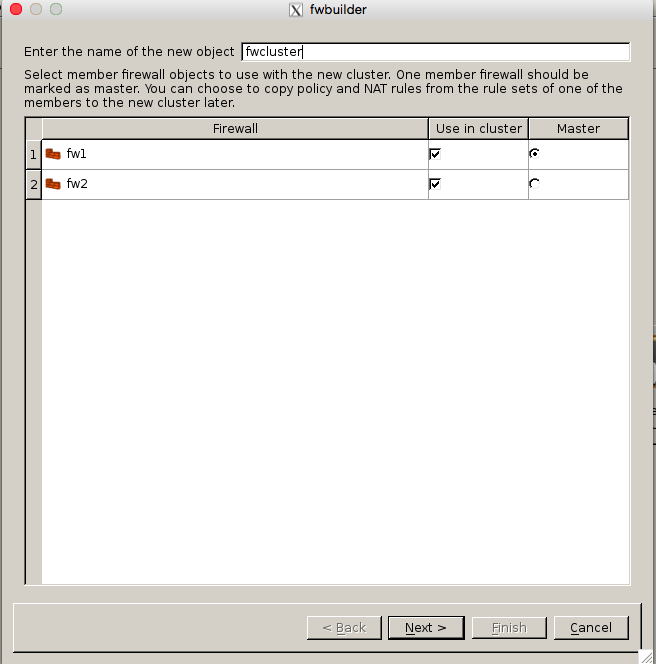 fwbuilder
Enter the name of the new object fwcluster
Select member firewall objects to use with the new cluster. One member firewall should be
marked as master. You can choose to copy policy and NAT rules from the rule sets of one of the
members to the new cluster later.
Firewall Use in cluster Master
1 fw1
2 fw2
< Back Next > Finish Cancel